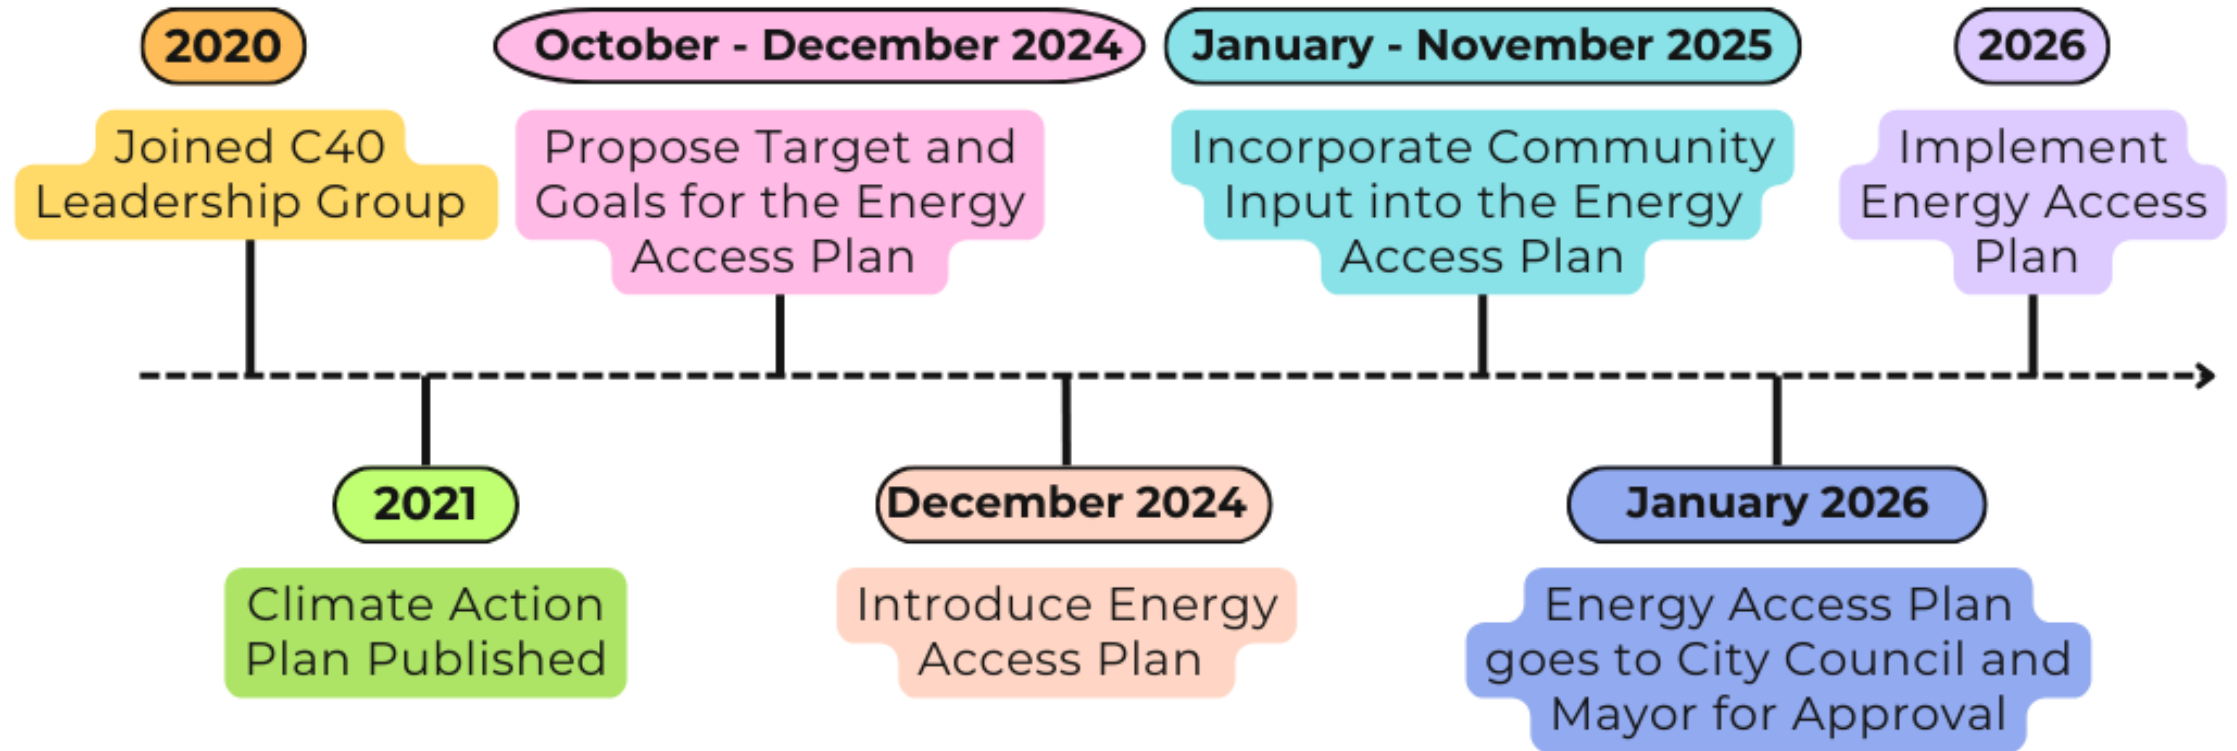 2020
Joined C40
Leadership Group
2021
Climate Action
Plan Published
October - December 2024
Propose Target and
Goals for the Energy
Access Plan
December 2024
Introduce Energy
Access Plan
January - November 2025
Incorporate Community
Input into the Energy
Access Plan
January 2026
Energy Access Plan
goes to City Council and
Mayor for Approval
2026
Implement
Energy Access
Plan